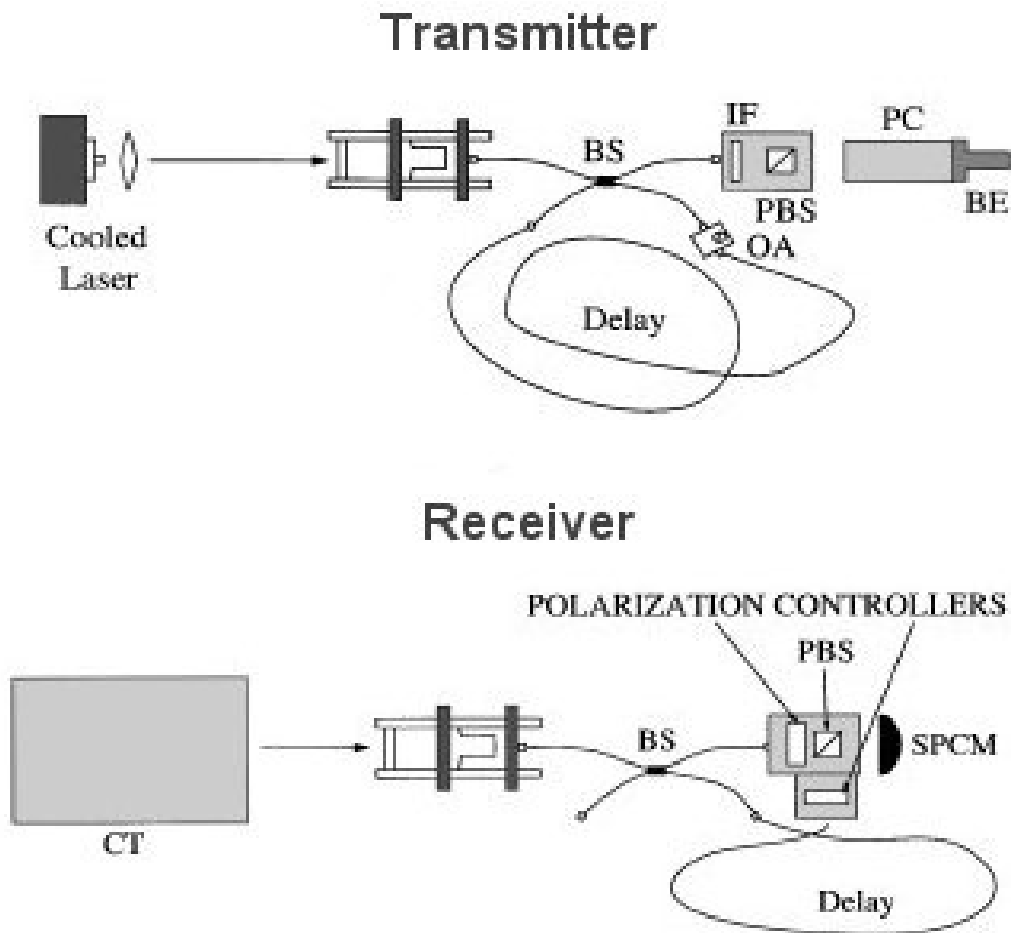 Transmitter
IF
PC
BS
PBS
BE
OA
Cooled
Laser
Delay
Receiver
POLARIZATION CONTROLLERS
PBS
BS
SPCM
CT
Delay